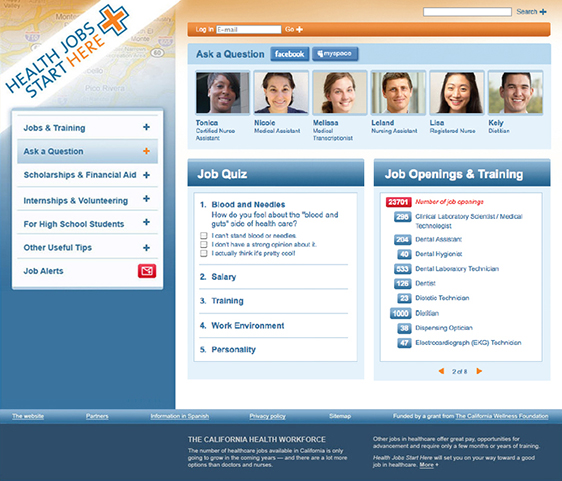 Search +
HEALTH JOBS
START HERE
Log in E-mail Go +
Ask a Question facebook myspace
Tonica
Certified Nurse
Assistant
Nicole
Medical Assistant
Melissa
Medical
Transcriptionist
Leland
Nursing Assistant
Lisa
Registered Nurse
Kely
Dietitian
Jobs & Training +
Ask a Question +
Scholarships & Financial Aid +
Internships & Volunteering +
For High School Students +
Other Useful Tips +
Job Alerts
Job Quiz
1. Blood and Needles
How do you feel about the "blood and
guts" side of health care?
I can't stand blood or needles.
I don't have a strong opinion about it.
I actually think it's pretty cool!
2. Salary
3. Training
4. Work Environment
5. Personality
Job Openings & Training
23701 Number of job openings
296 Clinical Laboratory Scientist / Medical
Technologist
204 Dental Assistant
40 Dental Hygienist
533 Dental Laboratory Technician
126 Dentist
23 Dietetic Technician
1000 Dietitian
38 Dispensing Optician
47 Electrocardiograph (EKG) Technician
2 of 8
The website Partners Information in Spanish Privacy policy Sitemap Funded by a grant from The California Wellness Foundation
THE CALIFORNIA HEALTH WORKFORCE
The number of healthcare jobs available in California is only
going to grow in the coming years — and there are a lot more
options than doctors and nurses.
Other jobs in healthcare offer great pay, opportunities for
advancement and require only a few months or years of training.
Health Jobs Start Here will set you on your way toward a good
job in healthcare. More +